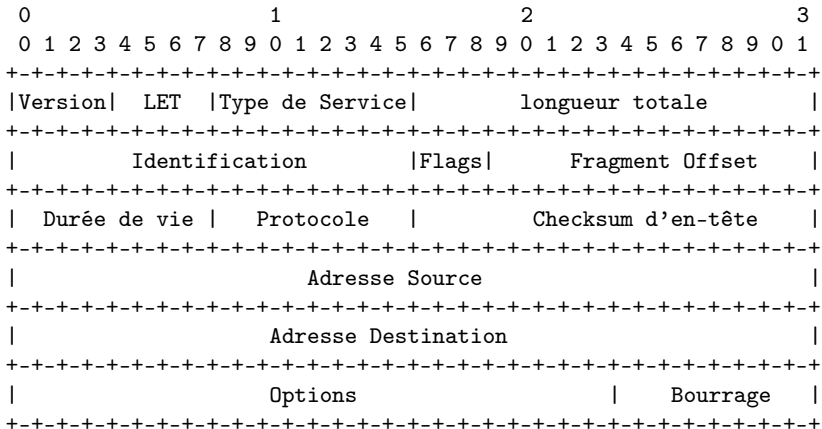 0                   1                   2                   3
0 1 2 3 4 5 6 7 8 9 0 1 2 3 4 5 6 7 8 9 0 1 2 3 4 5 6 7 8 9 0 1
+-+-+-+-+-+-+-+-+-+-+-+-+-+-+-+-+-+-+-+-+-+-+-+-+-+-+-+-+-+-+-+-+
|Version|  LET  |Type de Service|        longueur totale        |
+-+-+-+-+-+-+-+-+-+-+-+-+-+-+-+-+-+-+-+-+-+-+-+-+-+-+-+-+-+-+-+-+
|         Identification        |Flags|      Fragment Offset    |
+-+-+-+-+-+-+-+-+-+-+-+-+-+-+-+-+-+-+-+-+-+-+-+-+-+-+-+-+-+-+-+-+
|  Durée de vie |   Protocole   |         Checksum d'en-tête    |
+-+-+-+-+-+-+-+-+-+-+-+-+-+-+-+-+-+-+-+-+-+-+-+-+-+-+-+-+-+-+-+-+
|                       Adresse Source                          |
+-+-+-+-+-+-+-+-+-+-+-+-+-+-+-+-+-+-+-+-+-+-+-+-+-+-+-+-+-+-+-+-+
|                    Adresse Destination                        |
+-+-+-+-+-+-+-+-+-+-+-+-+-+-+-+-+-+-+-+-+-+-+-+-+-+-+-+-+-+-+-+-+
|                    Options                    |    Bourrage   |
+-+-+-+-+-+-+-+-+-+-+-+-+-+-+-+-+-+-+-+-+-+-+-+-+-+-+-+-+-+-+-+-+